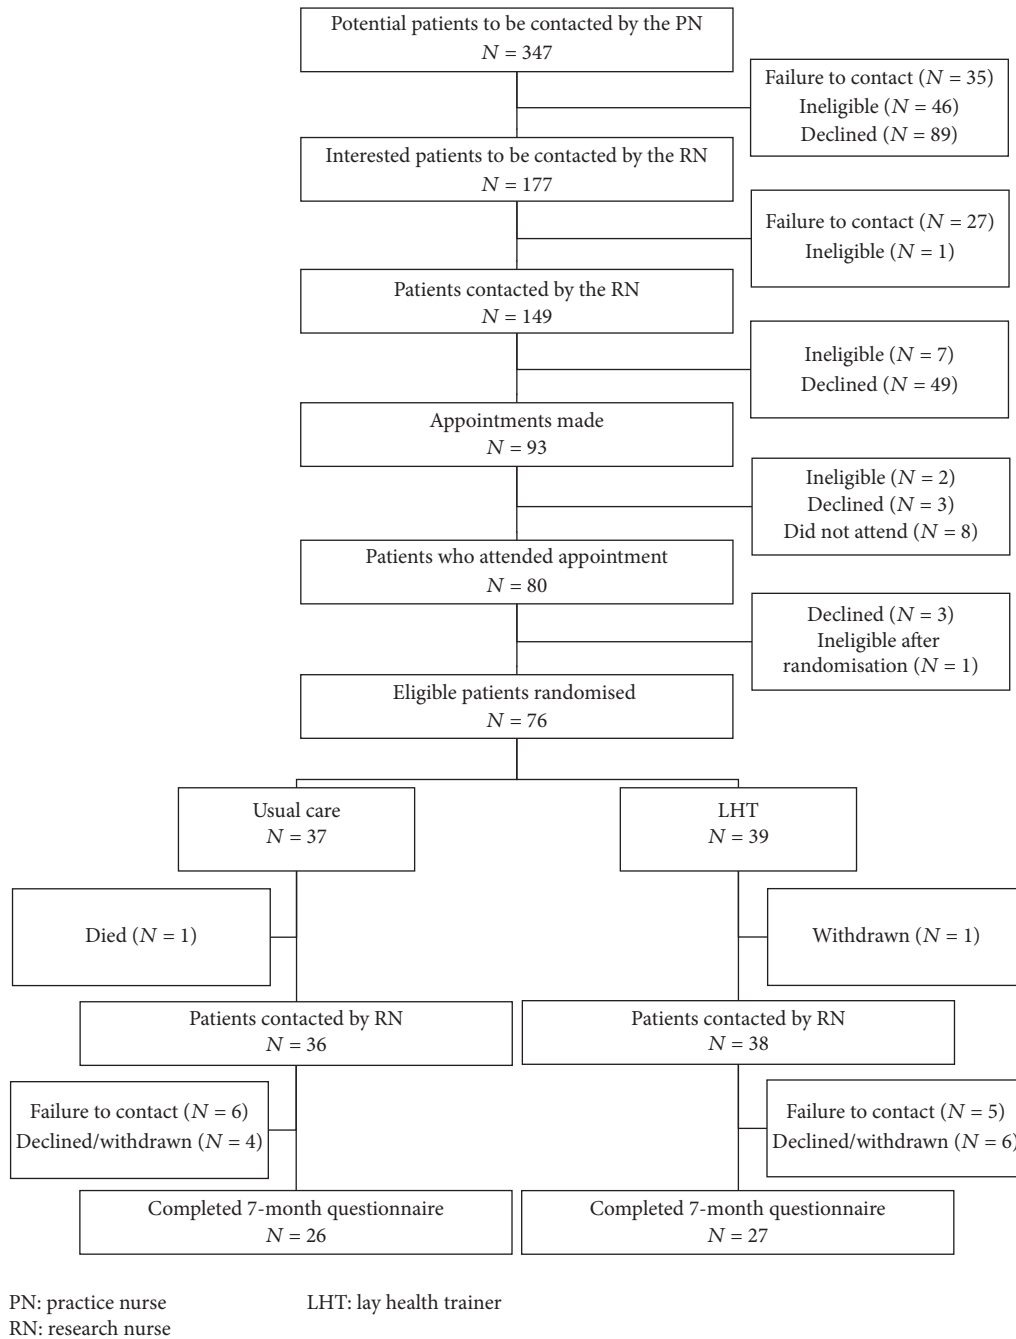 Potential patients to be contacted by the PN
N = 347
Failure to contact (N = 35)
Ineligible (N = 46)
Declined (N = 89)
Interested patients to be contacted by the RN
N = 177
Failure to contact (N = 27)
Ineligible (N = 1)
Patients contacted by the RN
N = 149
Ineligible (N = 7)
Declined (N = 49)
Appointments made
N = 93
Ineligible (N = 2)
Declined (N = 3)
Did not attend (N = 8)
Patients who attended appointment
N = 80
Declined (N = 3)
Ineligible after
randomisation (N = 1)
Eligible patients randomised
N = 76
Usual care
N = 37
LHT
N = 39
Died (N = 1)
Withdrawn (N = 1)
Patients contacted by RN
N = 36
Patients contacted by RN
N = 38
Failure to contact (N = 6)
Declined/withdrawn (N = 4)
Failure to contact (N = 5)
Declined/withdrawn (N = 6)
Completed 7-month questionnaire
N = 26
Completed 7-month questionnaire
N = 27
PN: practice nurse
RN: research nurse
LHT: lay health trainer